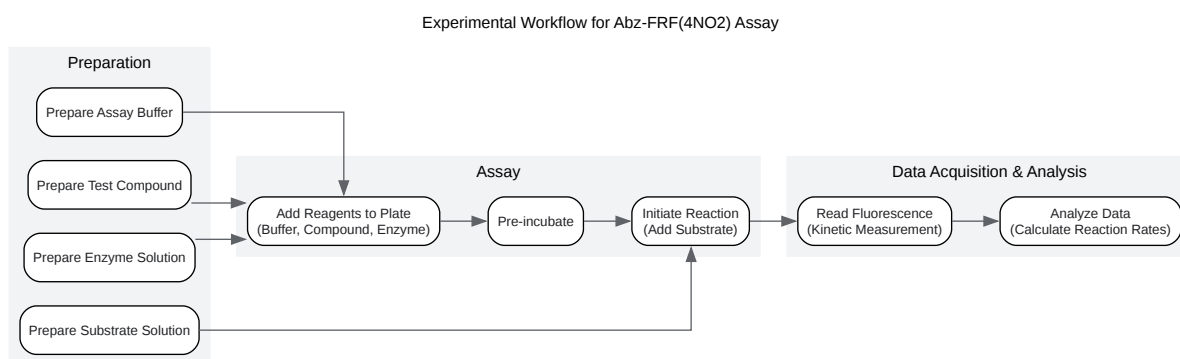 Experimental Workflow for Abz-FRF(4NO2) Assay
Preparation
Prepare Assay Buffer
Prepare Test Compound
Prepare Enzyme Solution
Prepare Substrate Solution
Assay
Add Reagents to Plate
(Buffer, Compound, Enzyme)
Pre-incubate
Initiate Reaction
(Add Substrate)
Data Acquisition & Analysis
Read Fluorescence
(Kinetic Measurement)
Analyze Data
(Calculate Reaction Rates)